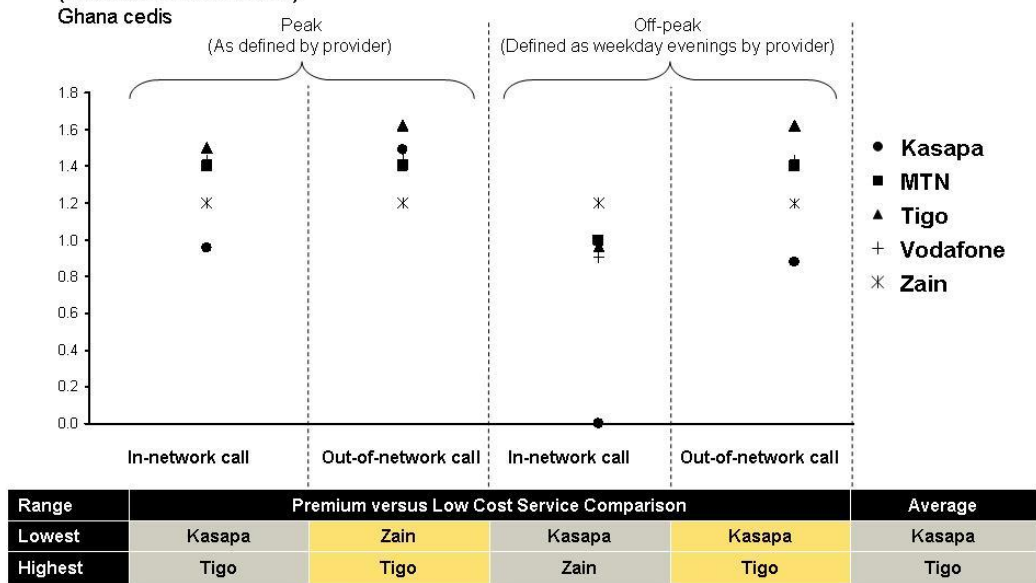 Ghana cedis
Peak
(As defined by provider)
Off-peak
(Defined as weekday evenings by provider)
1.8
1.6
1.4
1.2
1.0
0.8
0.6
0.4
0.2
0.0
Kasapa
MTN
Tigo
Vodafone
Zain
In-network call
Out-of-network call
In-network call
Out-of-network call
Range Premium versus Low Cost Service Comparison Average
Lowest Kasapa Zain Kasapa Kasapa Kasapa
Highest Tigo Tigo Zain Tigo Tigo